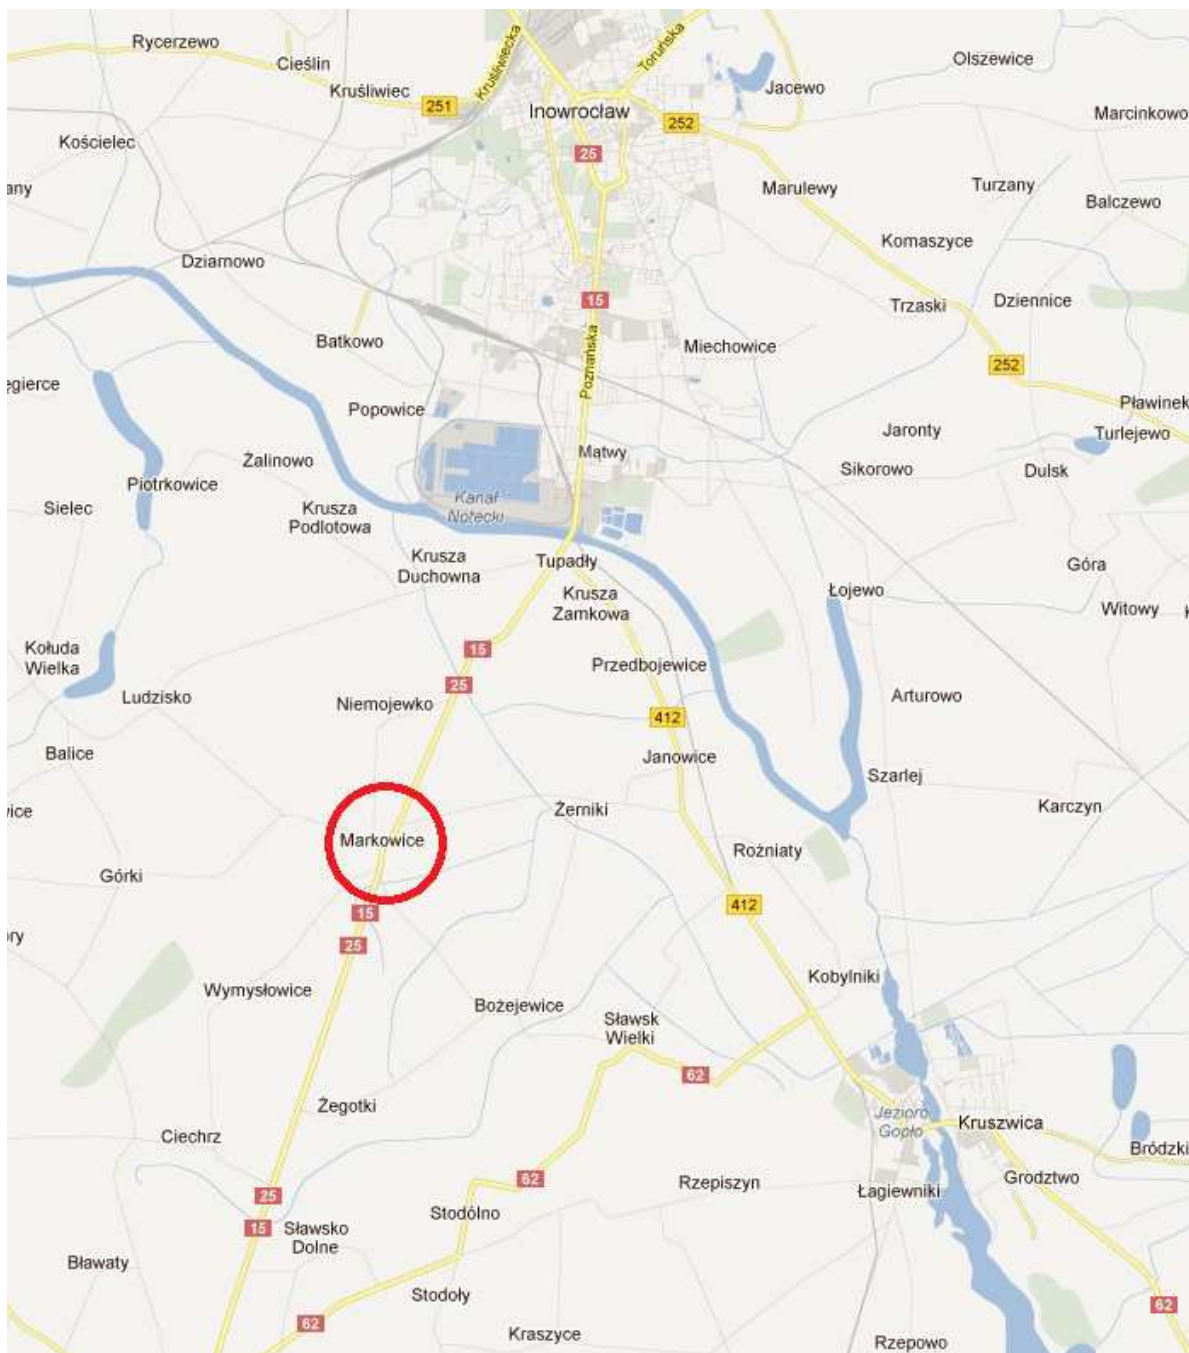 Rycerzewo
Cieślin
Kruśliwiec
251
Kruśliwiecka
Toruńska
Olszewice
Jacewo
Inowrocław
252
Marcinkowo
Kościelec
25
any
Marulewy
Turzany
Balczewo
Komaszyce
Dziarnowo
15
Trzaski
Dziennice
Batkowo
Poznańska
Miechowice
252
egierce
Popowice
Pławinek
Jaronty
Turlejewo
Mątwy
Żalinowo
Sikorowo
Dulsk
Piotrkowice
Kanał
Notecki
Sielec
Krusza
Podlotowa
Krusza
Duchowna
Tupadły
Góra
Krusza
Zamkowa
Łojewo
Witowy
Kołuda
Wielka
15
Przedbojewice
25
Ludzisko
Niemojewko
Arturowo
412
Balice
Janowice
Szarlej
wice
Żerniki
Karczyn
Markowice
Rożniaty
Górki
15
412
ory
25
Kobylniki
Wymysłowice
Bożejewice
Sławsk
Wielki
62
Żegotki
Jezioro
Gopło
Kruszwica
Ciechrz
Bródzki
62
Rzepiszyn
Grodztwo
25
Łagiewniki
Stodólno
15
Sławsko
Dolne
Bławaty
Stodoły
62
62
Kraszyce
Rzepowo